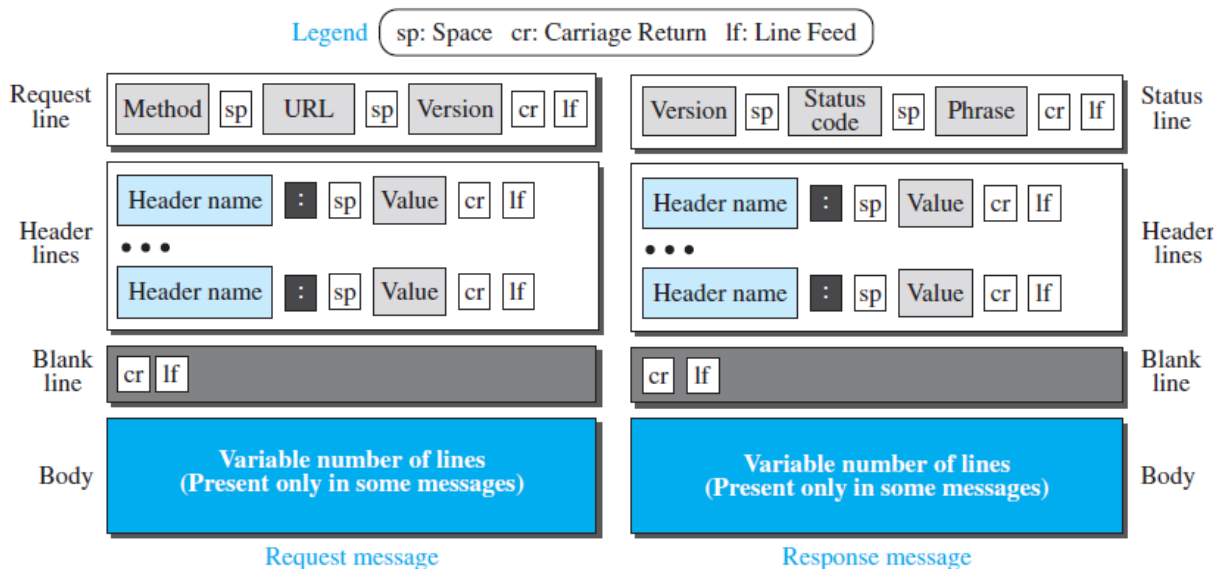 Legend sp: Space cr: Carriage Return lf: Line Feed
Request line
Method sp URL sp Version cr lf
Header lines
Header name : sp Value cr lf
• • •
Header name : sp Value cr lf
Blank line
cr lf
Body
Variable number of lines
(Present only in some messages)
Request message
Version sp Status code sp Phrase cr lf
Status line
Header name : sp Value cr lf
• • •
Header name : sp Value cr lf
Header lines
cr lf
Blank line
Variable number of lines
(Present only in some messages)
Body
Response message